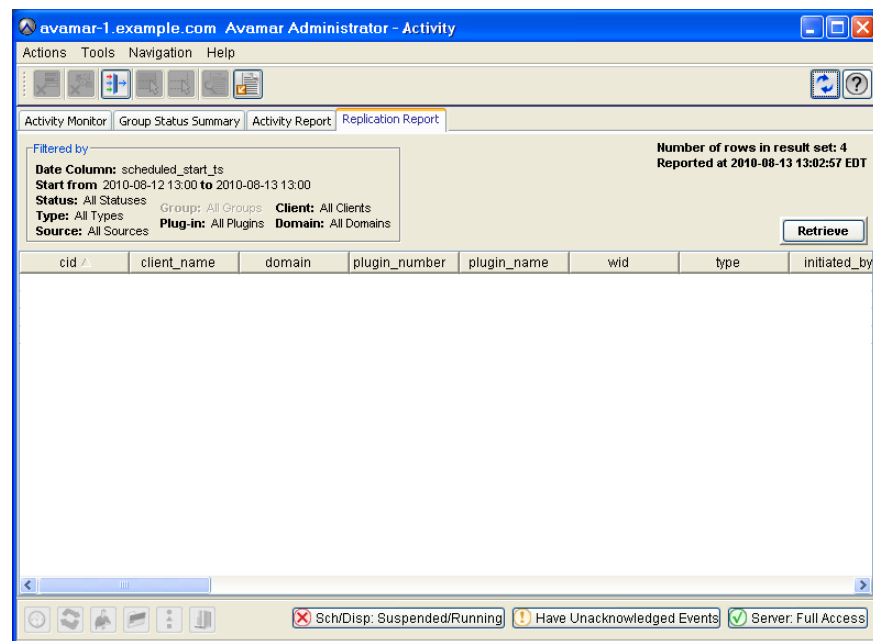 avamar-1.example.com Avamar Administrator - Activity
Actions Tools Navigation Help
Activity Monitor Group Status Summary Activity Report Replication Report
Filtered by
Date Column: scheduled_start_ts
Start from 2010-08-12 13:00 to 2010-08-13 13:00
Status: All Statuses
Group: All Groups Client: All Clients
Type: All Types
Plug-in: All Plugins Domain: All Domains
Source: All Sources
Number of rows in result set: 4
Reported at 2010-08-13 13:02:57 EDT
Retrieve
cid client_name domain plugin_number plugin_name wid type initiated_by
Sch/Disp: Suspended/Running Have Unacknowledged Events Server: Full Access